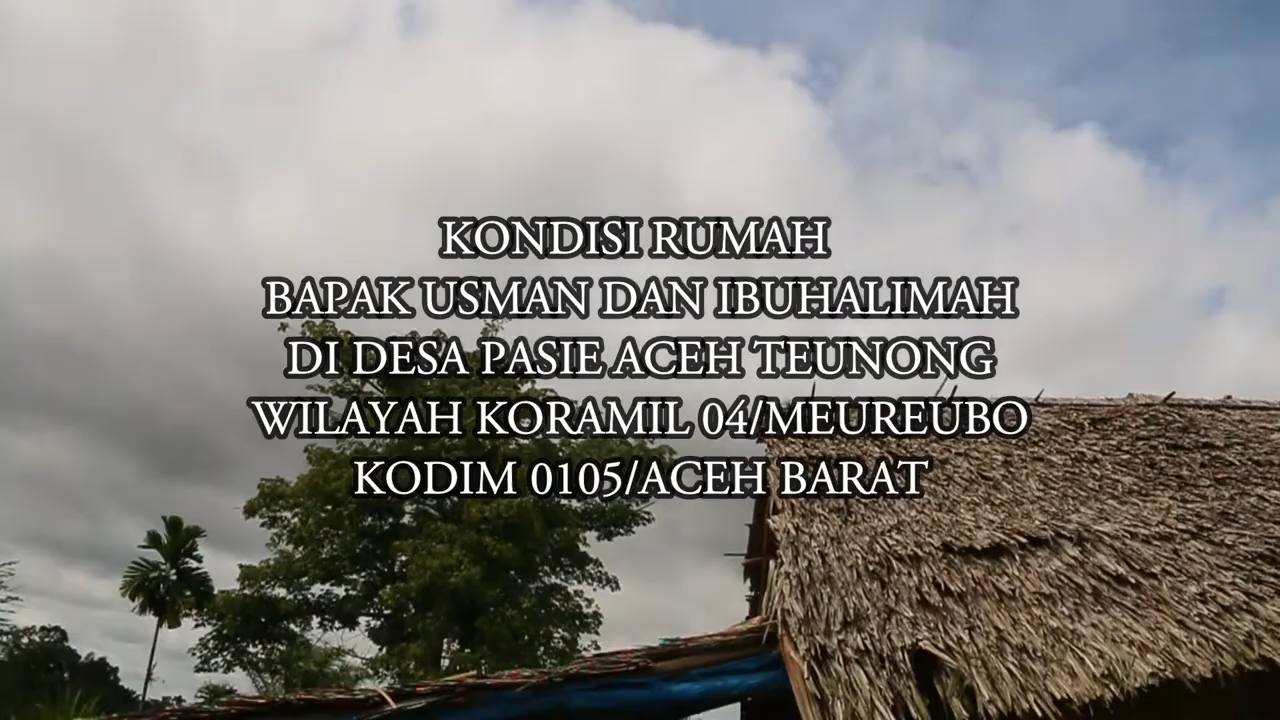 KONDISI RUMAH
BAPAK USMAN DAN IBUHALIMAH
DI DESA PASIE ACEH TEUNONG
WILAYAH KORAMIL 04/MEUREUBO
KODIM 0105/ACEH BARAT